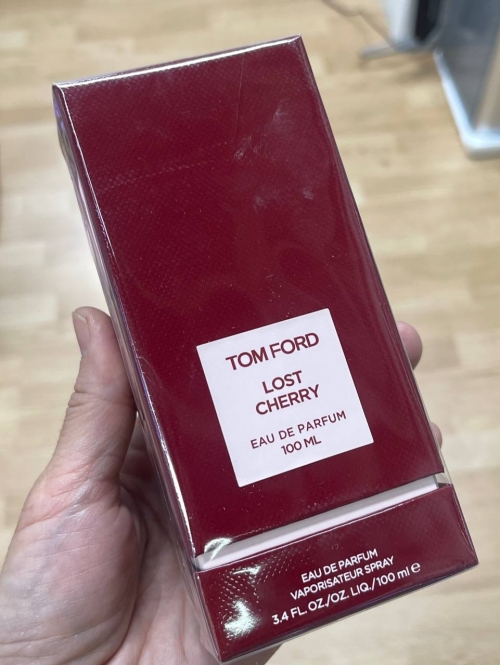 TOM FORD
LOST
CHERRY
EAU DE PARFUM
100 ML
EAU DE PARFUM
VAPORISATEUR SPRAY
3.4 FL. OZ./OZ. LIQ./100 ml ℮